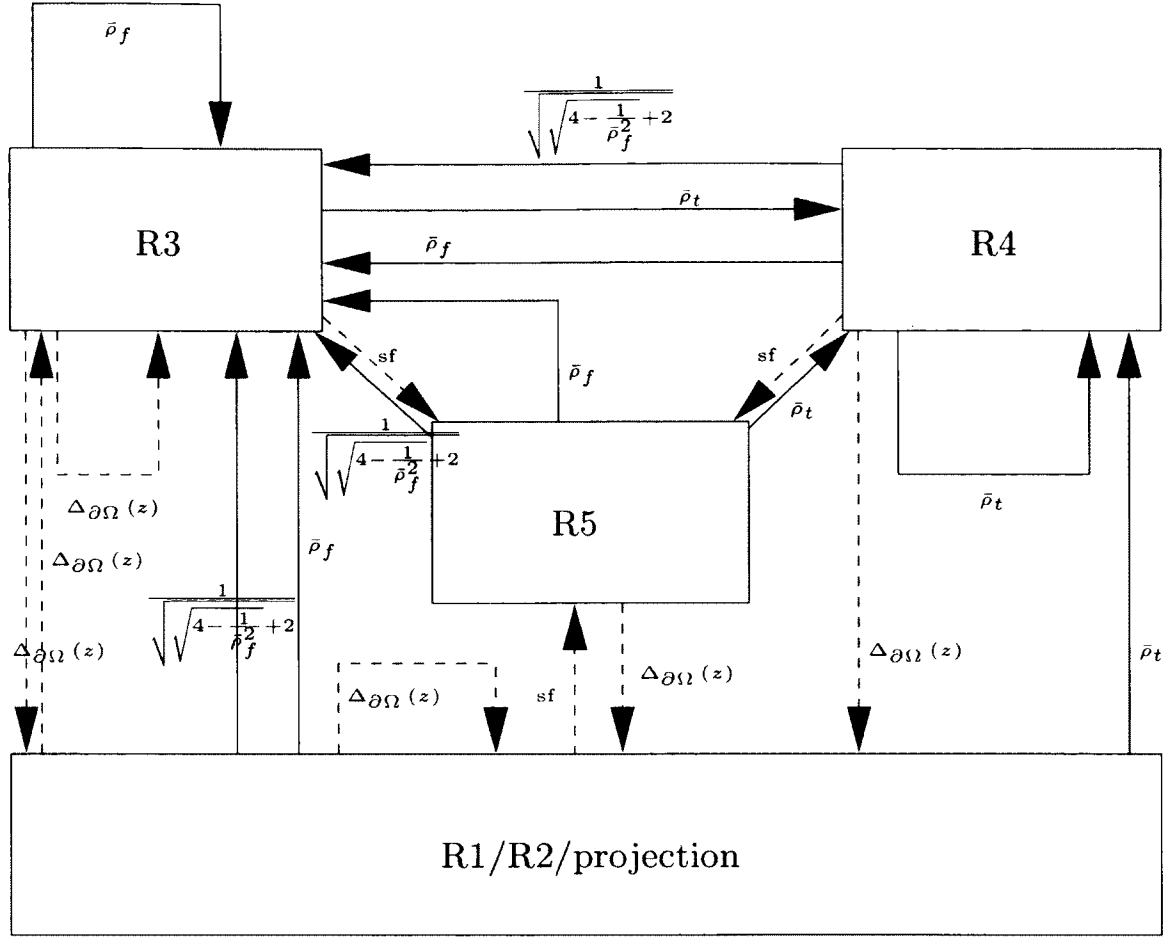 ρ̄_f
1/√(√(4−1/ρ̄_f²)+2)
ρ̄_t
R3
ρ̄_f
R4
sf
sf
ρ̄_f
ρ̄_t
1/√(√(4−1/ρ̄_f²)+2)
Δ_∂Ω(z)
R5
ρ̄_t
ρ̄_f
Δ_∂Ω(z)
1/√(√(4−1/ρ̄_f²)+2)
Δ_∂Ω(z)
Δ_∂Ω(z)
sf
Δ_∂Ω(z)
Δ_∂Ω(z)
ρ̄_t
R1/R2/projection